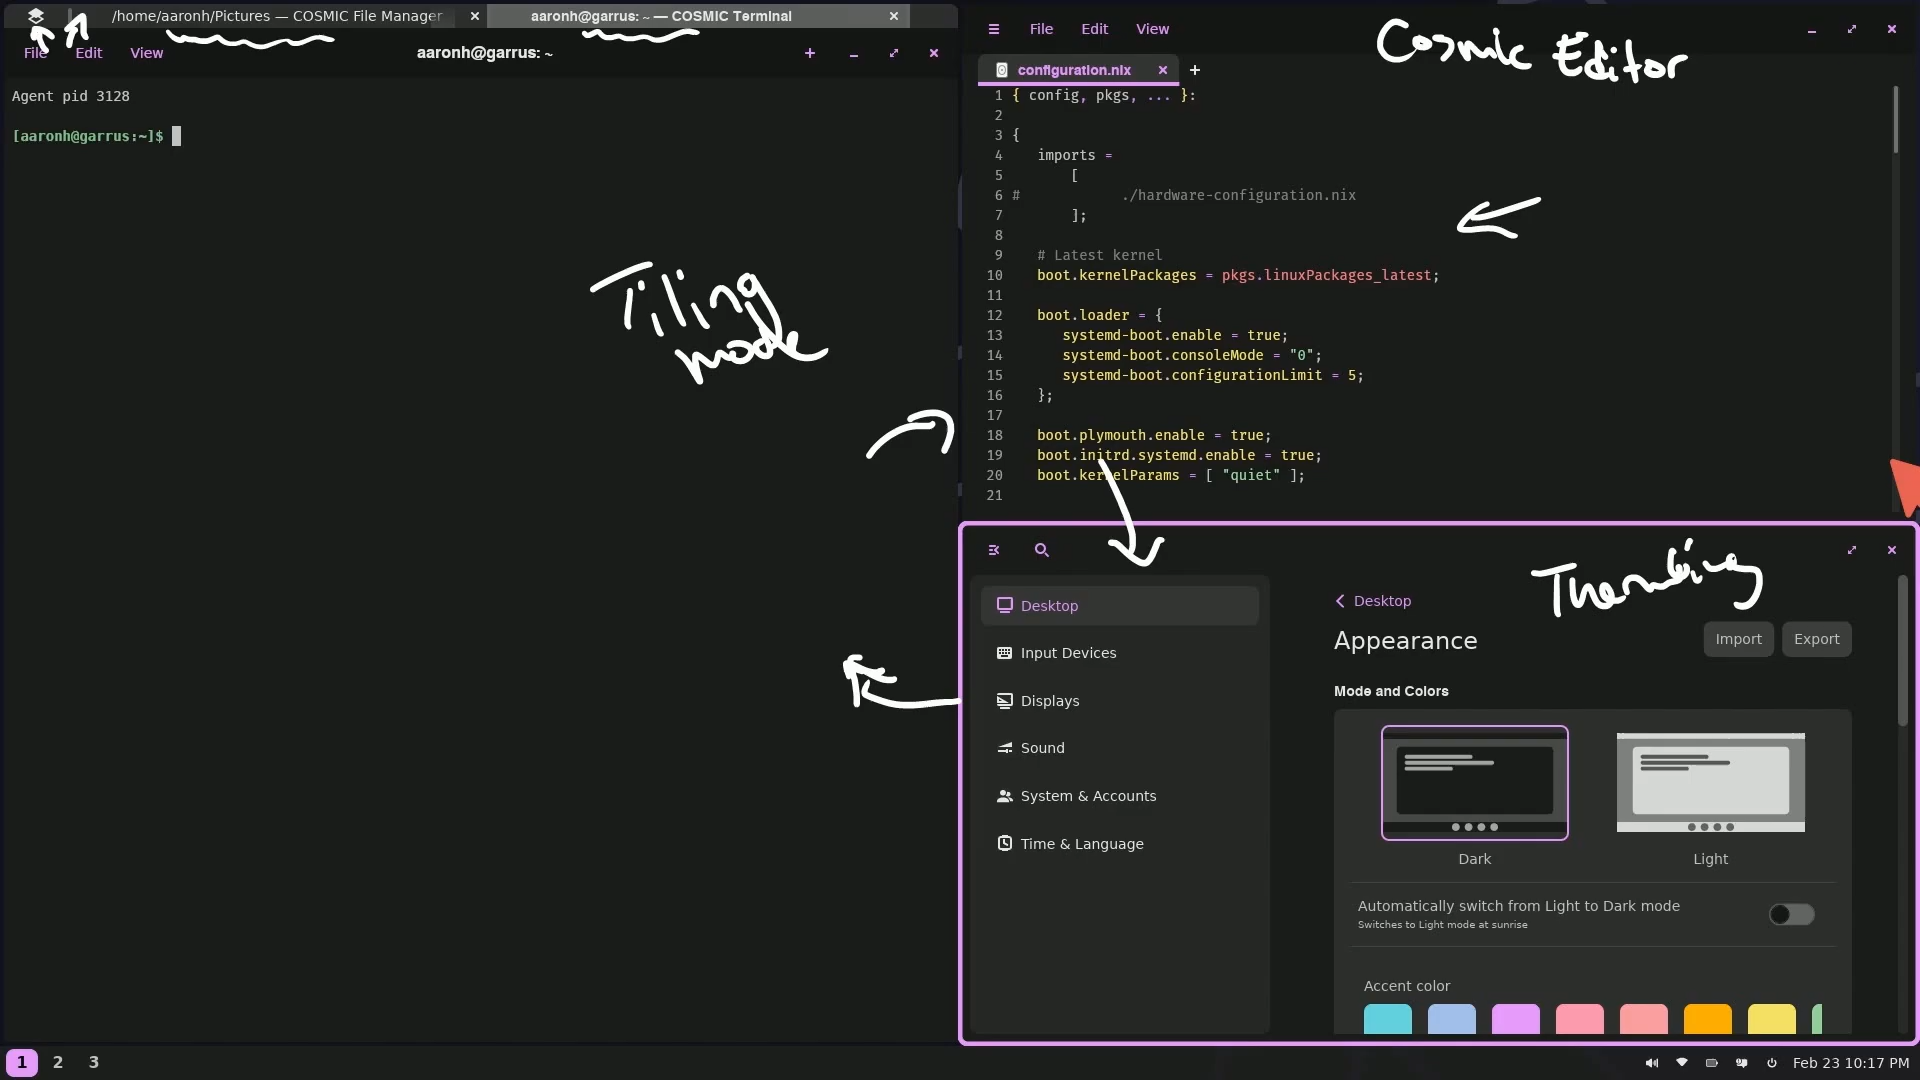 /home/aaronh/Pictures — COSMIC File Manager
aaronh@garrus: ~ — COSMIC Terminal
File Edit View
aaronh@garrus: ~
Agent pid 3128
[aaronh@garrus:~]$
Tiling
mode
File Edit View
Cosmic Editor
configuration.nix
1 { config, pkgs, ... }:
2
3 {
4 imports =
5 [
6 # ./hardware-configuration.nix
7 ];
8
9 # Latest kernel
10 boot.kernelPackages = pkgs.linuxPackages_latest;
11
12 boot.loader = {
13 systemd-boot.enable = true;
14 systemd-boot.consoleMode = "0";
15 systemd-boot.configurationLimit = 5;
16 };
17
18 boot.plymouth.enable = true;
19 boot.initrd.systemd.enable = true;
20 boot.kernelParams = [ "quiet" ];
21
Desktop
Input Devices
Displays
Sound
System & Accounts
Time & Language
Desktop
Appearance
Import Export
Mode and Colors
Dark Light
Automatically switch from Light to Dark mode
Switches to Light mode at sunrise
Accent color
1 2 3
Feb 23 10:17 PM